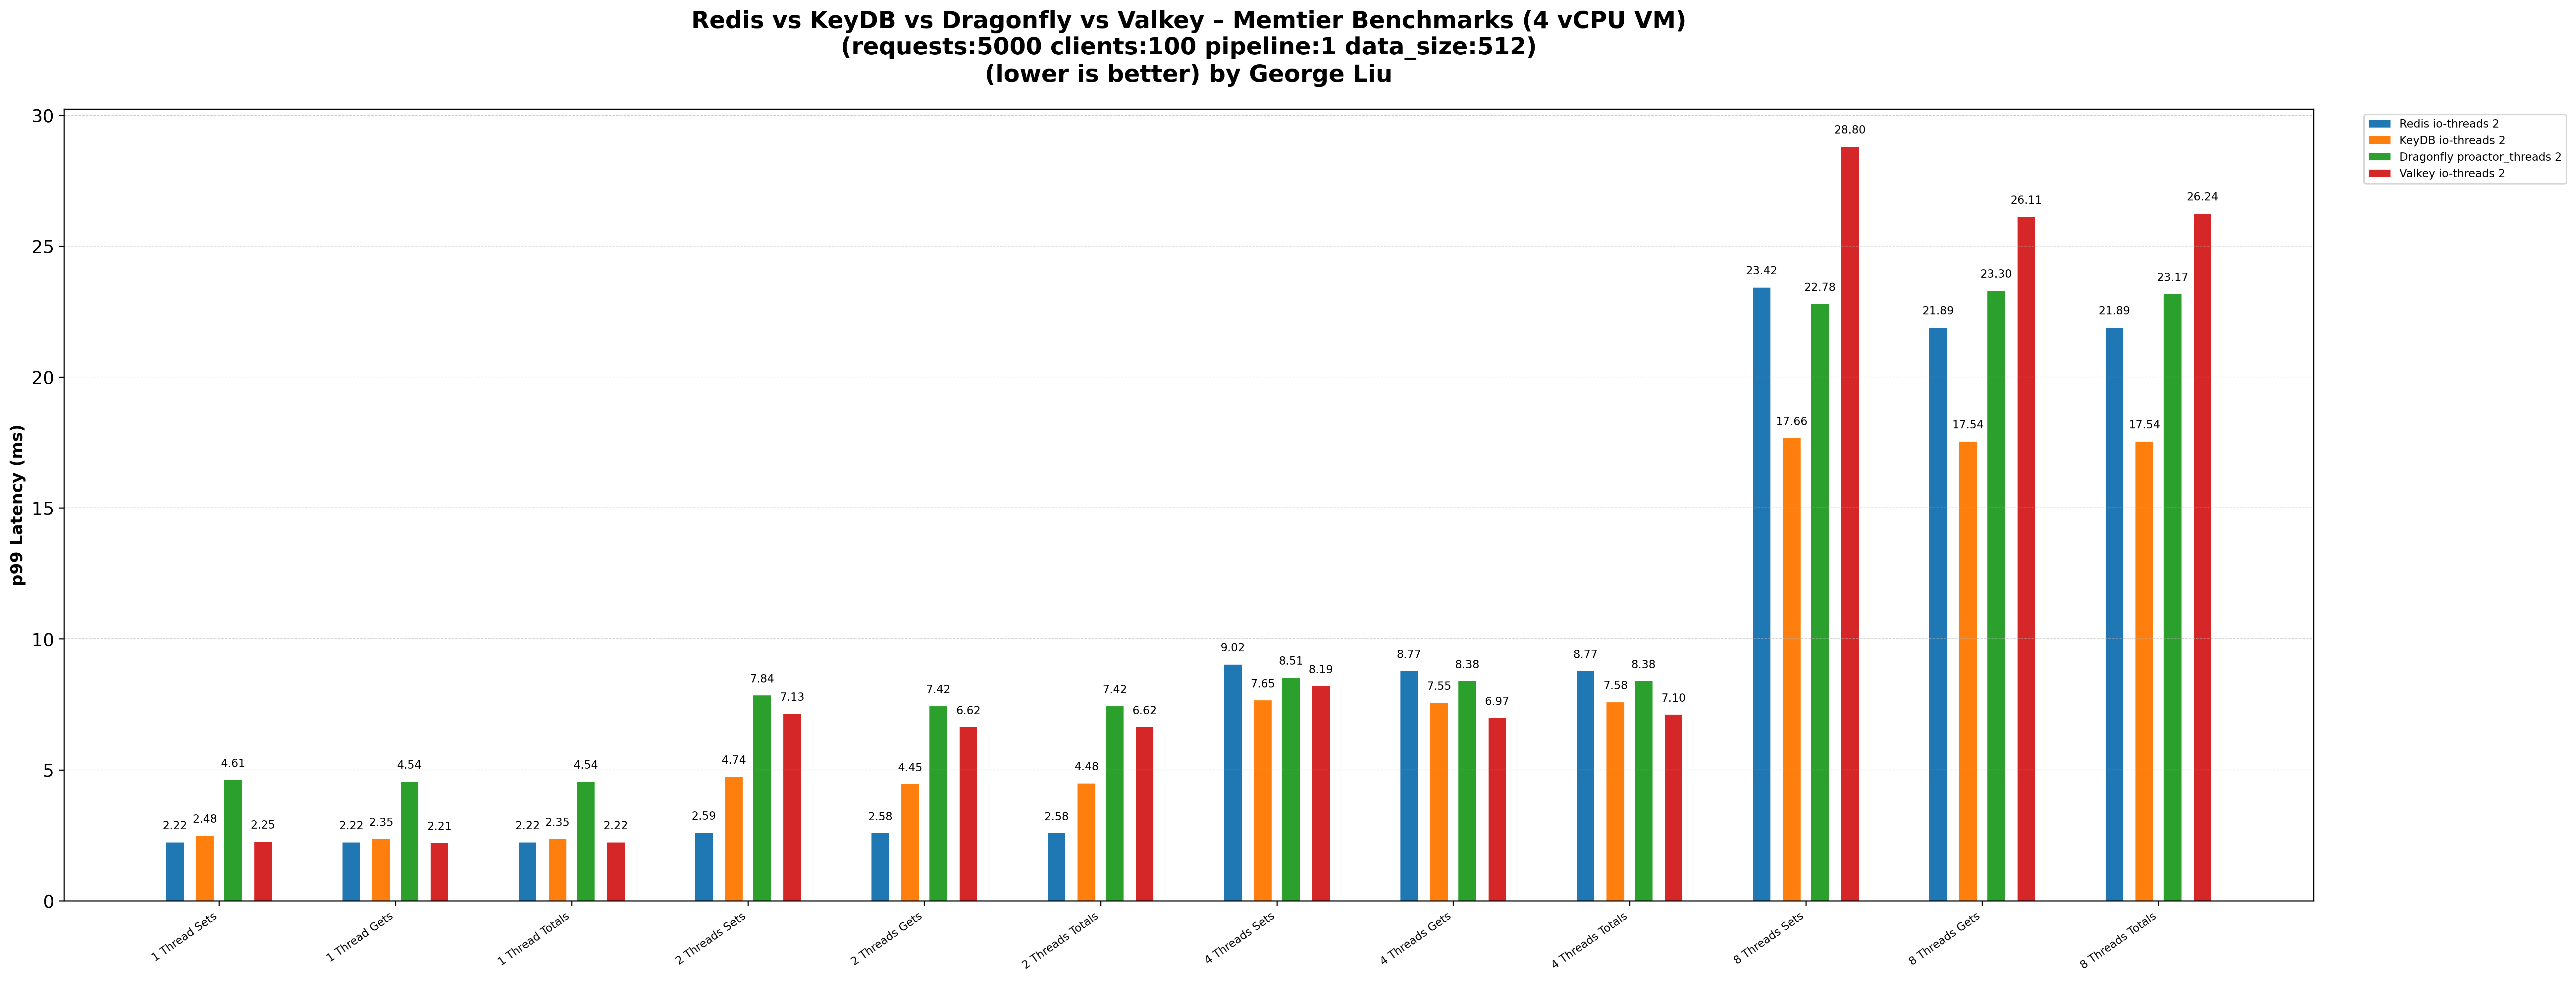 Redis vs KeyDB vs Dragonfly vs Valkey – Memtier Benchmarks (4 vCPU VM)
(requests:5000 clients:100 pipeline:1 data_size:512)
(lower is better) by George Liu
Redis io-threads 2
KeyDB io-threads 2
Dragonfly proactor_threads 2
Valkey io-threads 2
p99 Latency (ms)
30
25
20
15
10
5
0
2.22 2.48 4.61 2.25
2.22 2.35 4.54 2.21
2.22 2.35 4.54 2.22
2.59 4.74 7.84 7.13
2.58 4.45 7.42 6.62
2.58 4.48 7.42 6.62
9.02 7.65 8.51 8.19
8.77 7.55 8.38 6.97
8.77 7.58 8.38 7.10
23.42 17.66 22.78 28.80
21.89 17.54 23.30 26.11
21.89 17.54 23.17 26.24
1 Thread Sets
1 Thread Gets
1 Thread Totals
2 Threads Sets
2 Threads Gets
2 Threads Totals
4 Threads Sets
4 Threads Gets
4 Threads Totals
8 Threads Sets
8 Threads Gets
8 Threads Totals